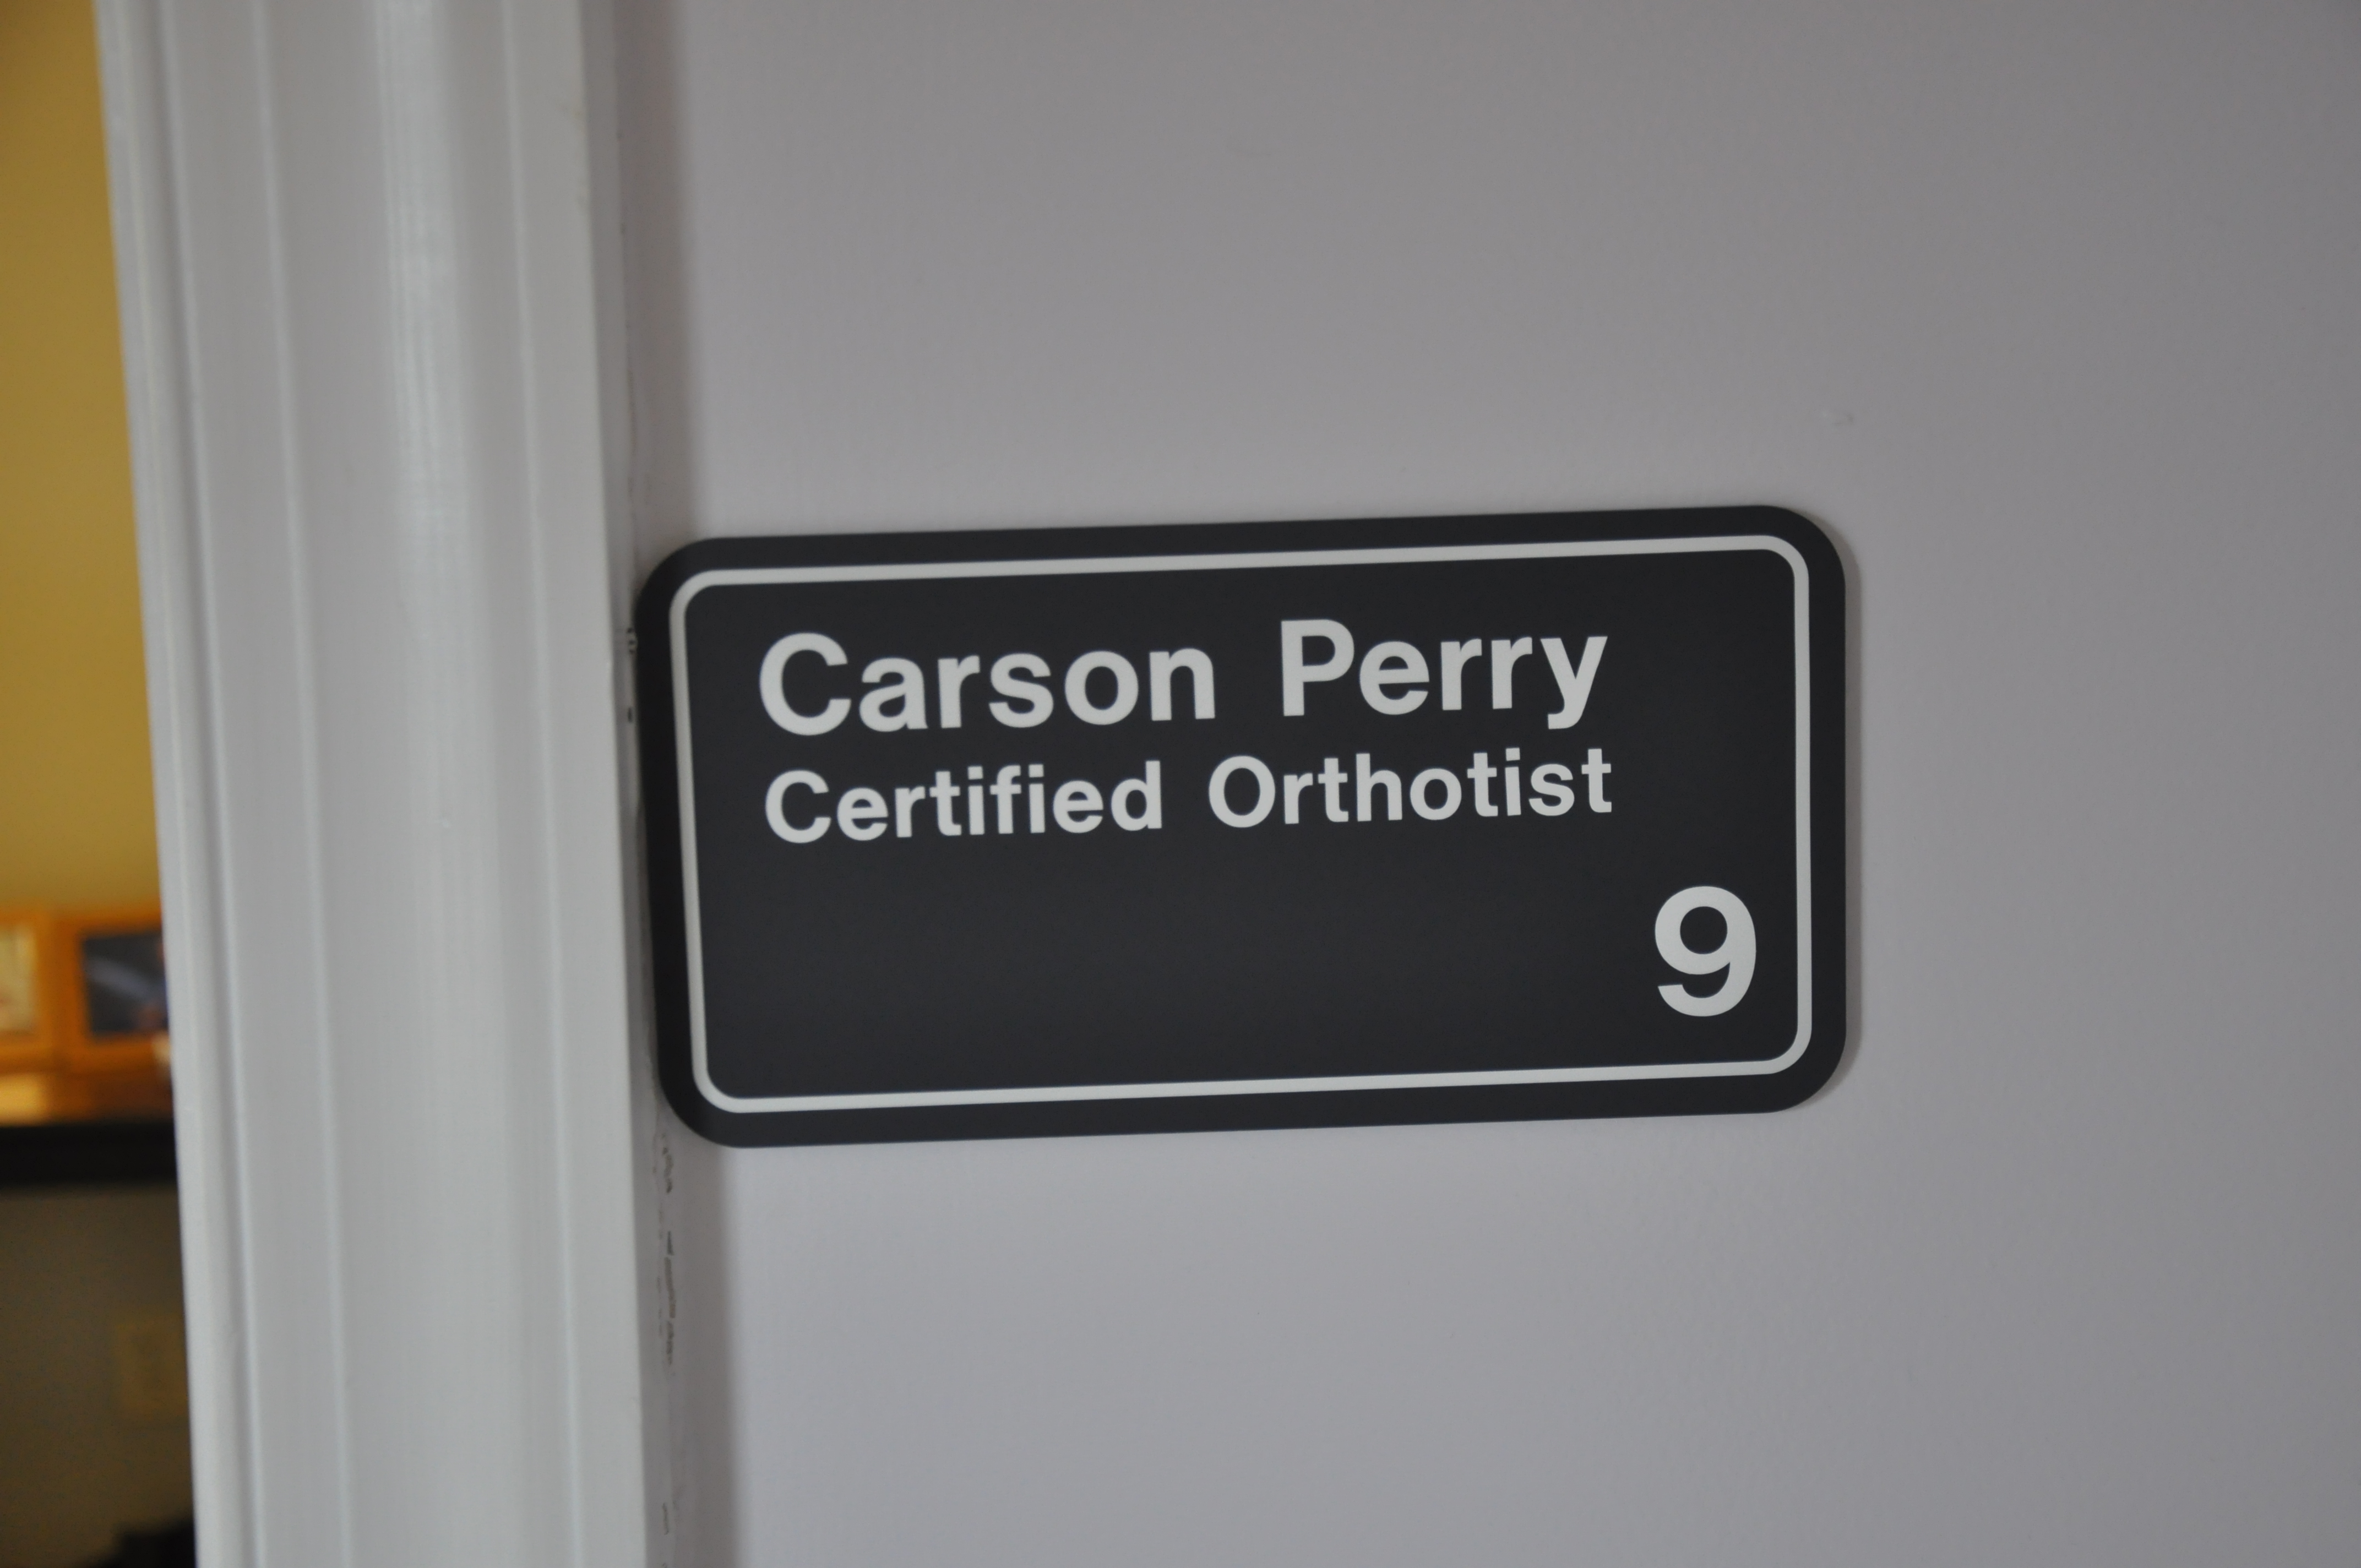 Carson Perry
Certified Orthotist
9